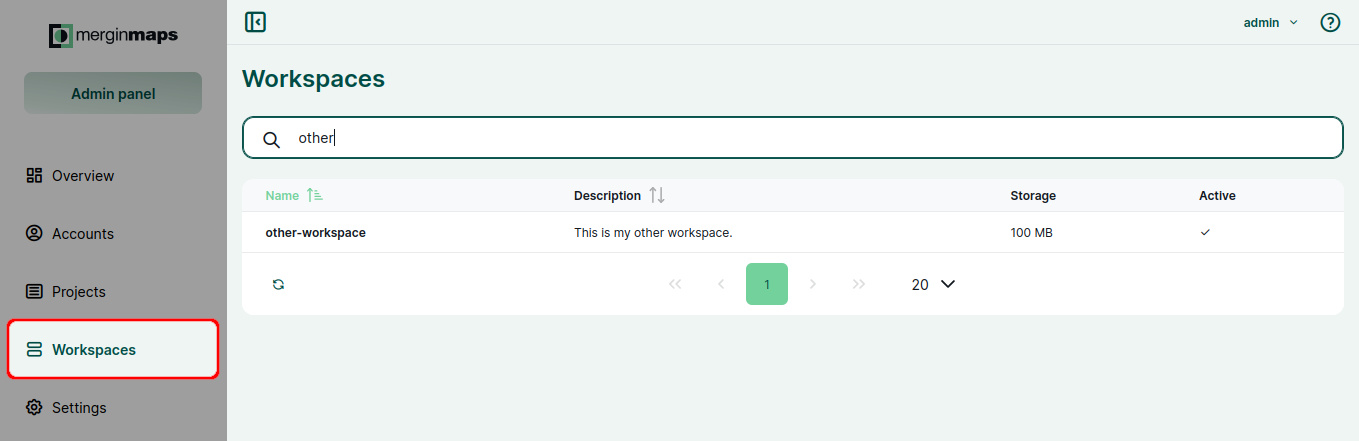 merginmaps
admin
Admin panel
Overview
Accounts
Projects
Workspaces
Settings
Workspaces
other
Name Description Storage Active
other-workspace This is my other workspace. 100 MB
1 20